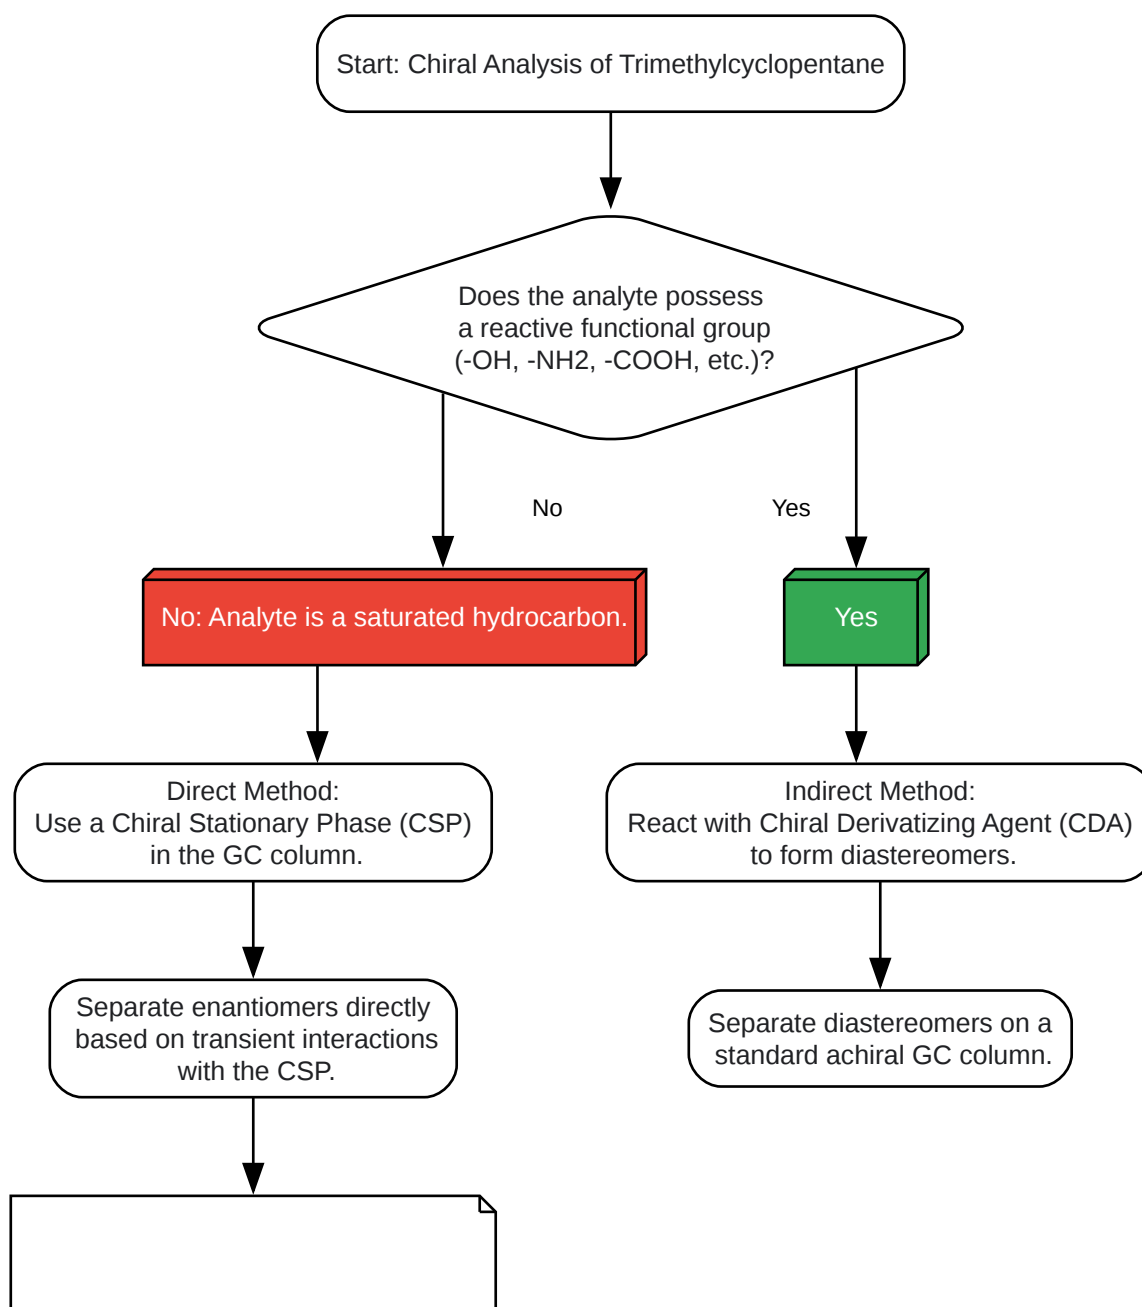 Start: Chiral Analysis of Trimethylcyclopentane
Does the analyte possess
a reactive functional group
(-OH, -NH2, -COOH, etc.)?
No
Yes
No: Analyte is a saturated hydrocarbon.
Yes
Direct Method:
Use a Chiral Stationary Phase (CSP)
in the GC column.
Indirect Method:
React with Chiral Derivatizing Agent (CDA)
to form diastereomers.
Separate enantiomers directly
based on transient interactions
with the CSP.
Separate diastereomers on a
standard achiral GC column.